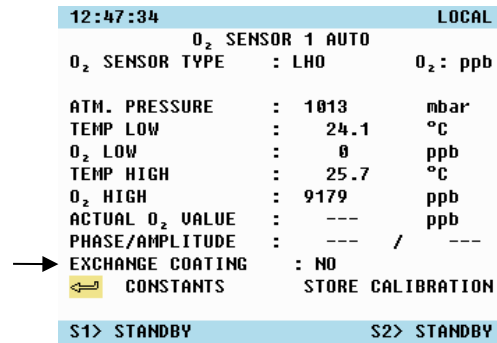 12:47:34 LOCAL
O₂ SENSOR 1 AUTO
O₂ SENSOR TYPE : LHO O₂: ppb
ATM. PRESSURE : 1013 mbar
TEMP LOW : 24.1 °C
O₂ LOW : 0 ppb
TEMP HIGH : 25.7 °C
O₂ HIGH : 9179 ppb
ACTUAL O₂ VALUE : --- ppb
PHASE/AMPLITUDE : --- / ---
EXCHANGE COATING : NO
CONSTANTS STORE CALIBRATION
S1> STANDBY S2> STANDBY